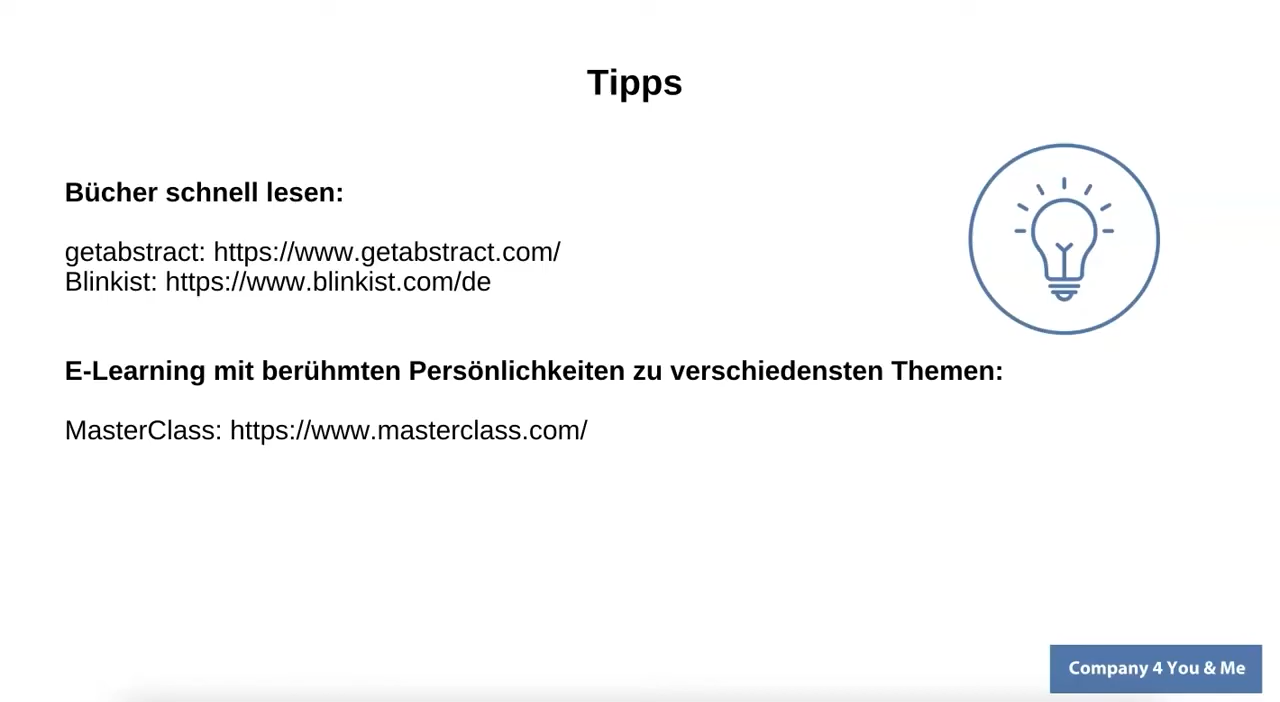 Tipps
Bücher schnell lesen:
getabstract: https://www.getabstract.com/
Blinkist: https://www.blinkist.com/de
E-Learning mit berühmten Persönlichkeiten zu verschiedensten Themen:
MasterClass: https://www.masterclass.com/
Company 4 You & Me